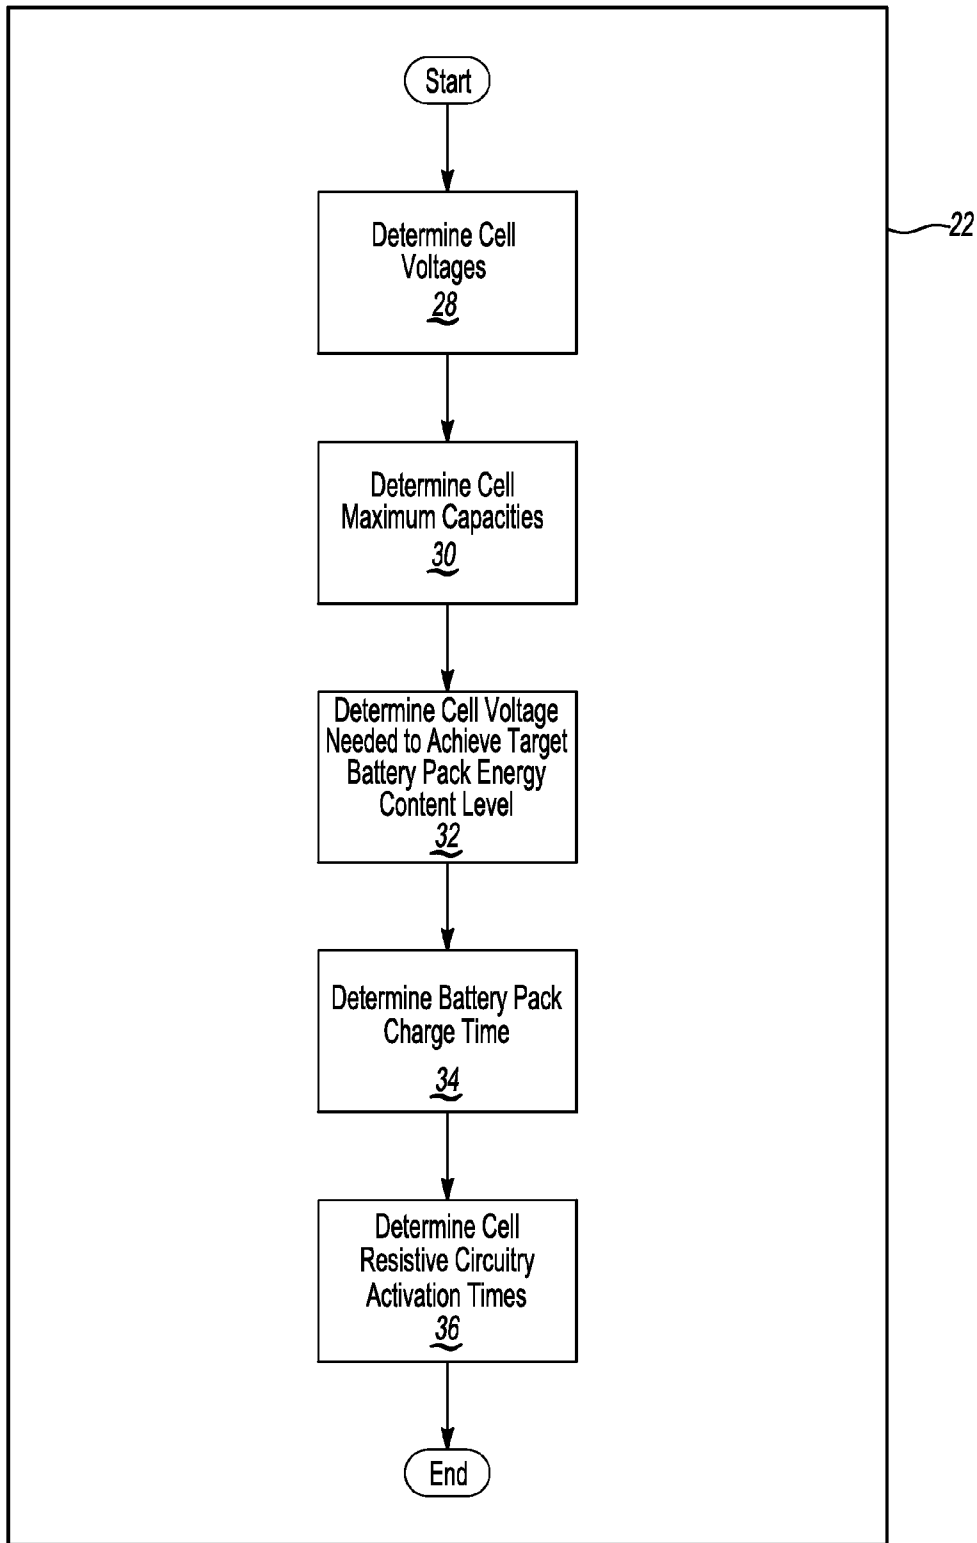 Start
22
Determine Cell
Voltages
28
Determine Cell
Maximum Capacities
30
Determine Cell Voltage
Needed to Achieve Target
Battery Pack Energy
Content Level
32
Determine Battery Pack
Charge Time
34
Determine Cell
Resistive Circuitry
Activation Times
36
End